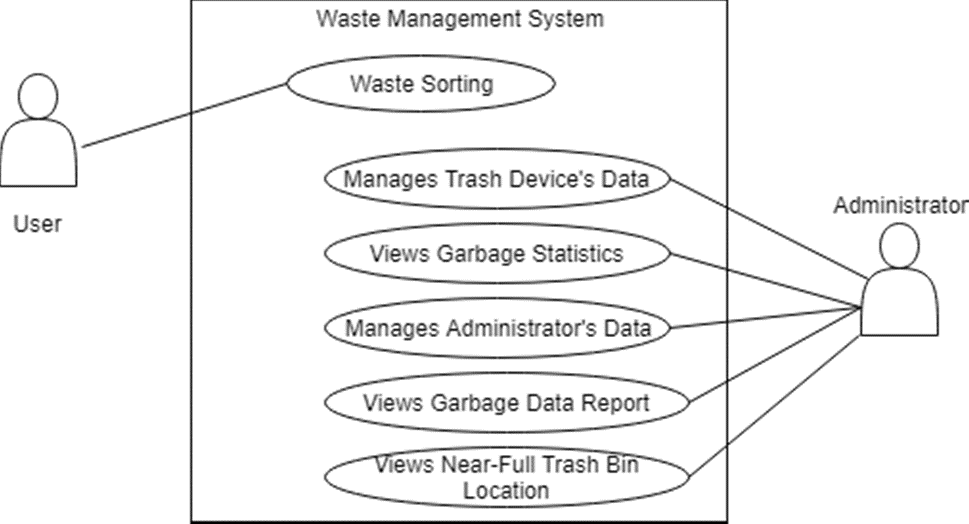 Waste Management System
Waste Sorting
User
Manages Trash Device's Data
Administrator
Views Garbage Statistics
Manages Administrator's Data
Views Garbage Data Report
Views Near-Full Trash Bin
Location